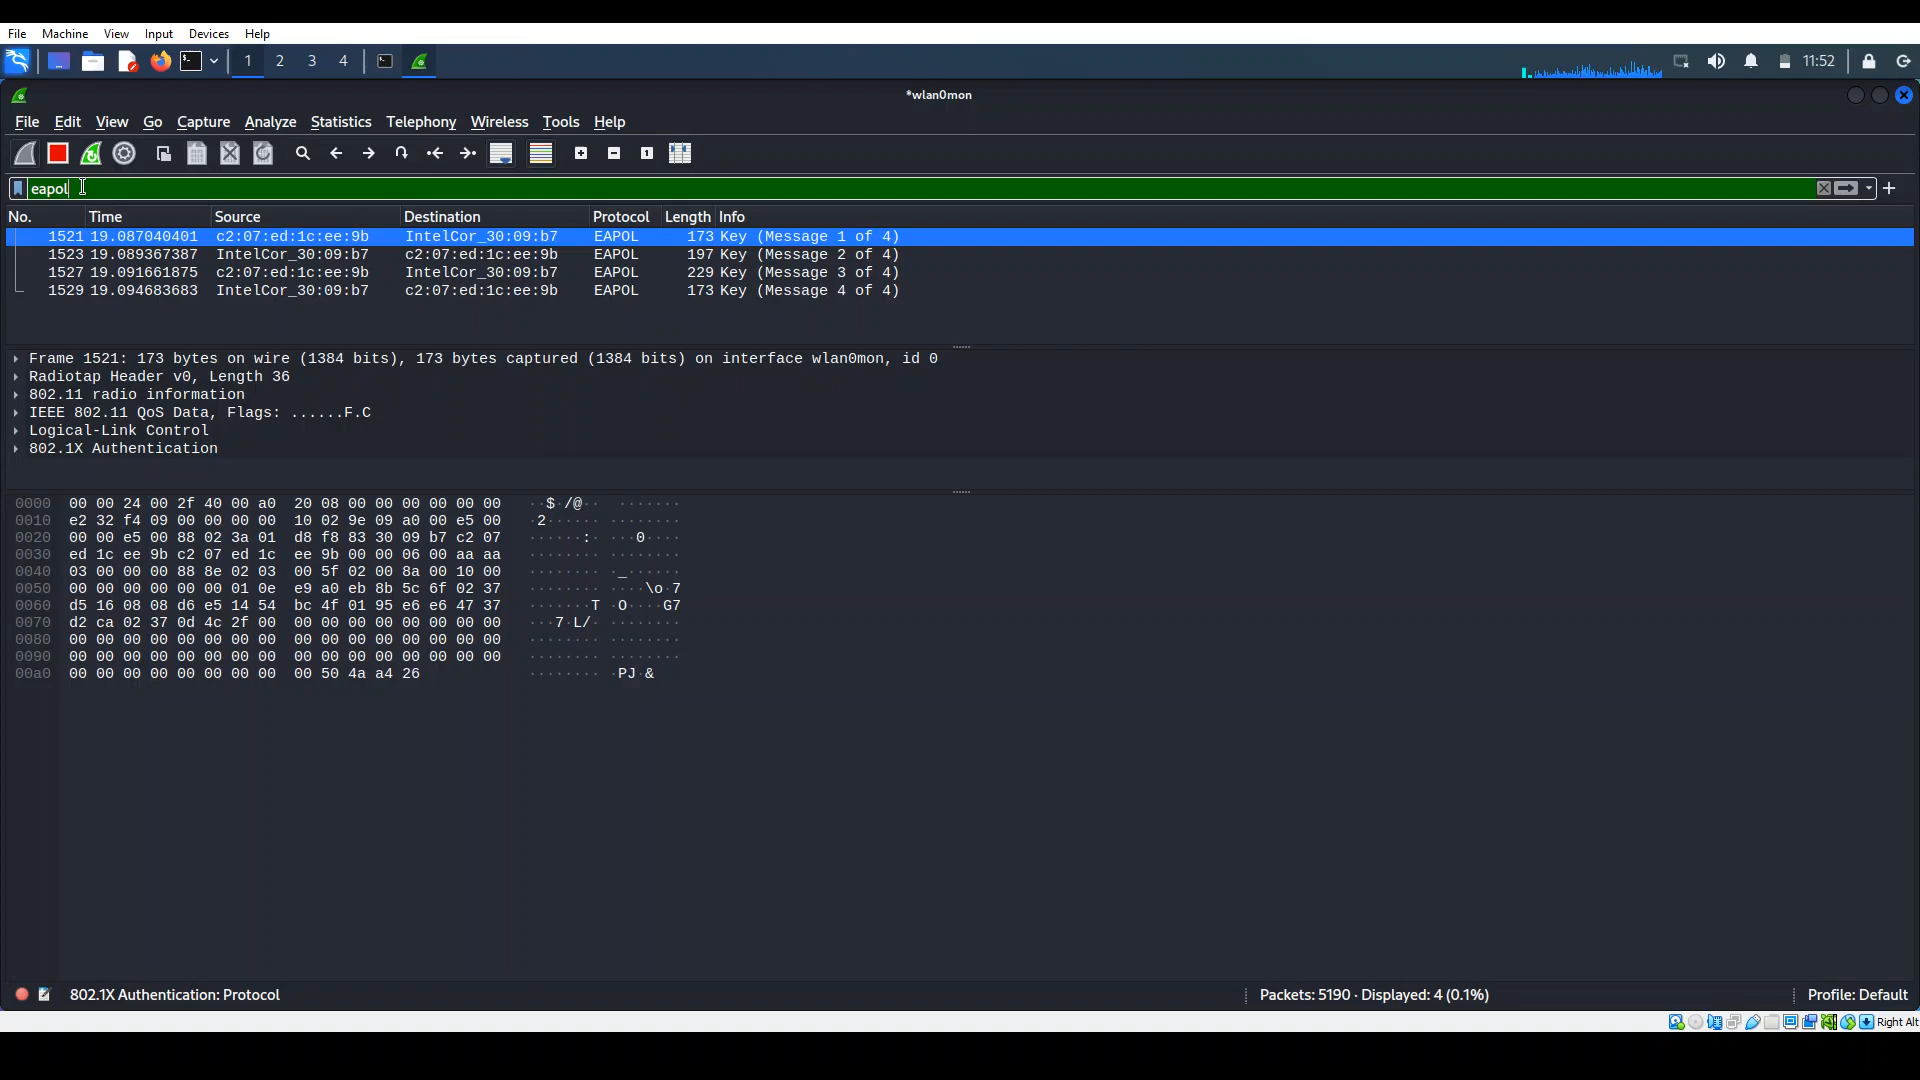 File Machine View Input Devices Help
1 2 3 4 11:52
*wlan0mon
File Edit View Go Capture Analyze Statistics Telephony Wireless Tools Help
eapol
No. Time Source Destination Protocol Length Info
1521 19.087040401 c2:07:ed:1c:ee:9b IntelCor_30:09:b7 EAPOL 173 Key (Message 1 of 4)
1523 19.089367387 IntelCor_30:09:b7 c2:07:ed:1c:ee:9b EAPOL 197 Key (Message 2 of 4)
1527 19.091661875 c2:07:ed:1c:ee:9b IntelCor_30:09:b7 EAPOL 229 Key (Message 3 of 4)
1529 19.094683683 IntelCor_30:09:b7 c2:07:ed:1c:ee:9b EAPOL 173 Key (Message 4 of 4)
Frame 1521: 173 bytes on wire (1384 bits), 173 bytes captured (1384 bits) on interface wlan0mon, id 0
Radiotap Header v0, Length 36
802.11 radio information
IEEE 802.11 QoS Data, Flags: ......F.C
Logical-Link Control
802.1X Authentication
0000 00 00 24 00 2f 40 00 a0 20 08 00 00 00 00 00 00 ··$·/@·· ·······
0010 e2 32 f4 09 00 00 00 00 10 02 9e 09 a0 00 e5 00 ·2······ ········
0020 00 00 e5 00 88 02 3a 01 d8 f8 83 30 09 b7 c2 07 ······:· ···0····
0030 ed 1c ee 9b c2 07 ed 1c ee 9b 00 00 06 00 aa aa ········ ········
0040 03 00 00 00 88 8e 02 03 00 5f 02 00 8a 00 10 00 ········ ·_······
0050 00 00 00 00 00 00 01 0e e9 a0 eb 8b 5c 6f 02 37 ········ ····\o·7
0060 d5 16 08 08 d6 e5 14 54 bc 4f 01 95 e6 e6 47 37 ·······T ·O····G7
0070 d2 ca 02 37 0d 4c 2f 00 00 00 00 00 00 00 00 00 ···7·L/· ········
0080 00 00 00 00 00 00 00 00 00 00 00 00 00 00 00 00 ········ ········
0090 00 00 00 00 00 00 00 00 00 00 00 00 00 00 00 00 ········ ········
00a0 00 00 00 00 00 00 00 00 00 50 4a a4 26 ········ ·PJ·&
802.1X Authentication: Protocol Packets: 5190 · Displayed: 4 (0.1%) Profile: Default
Right Alt